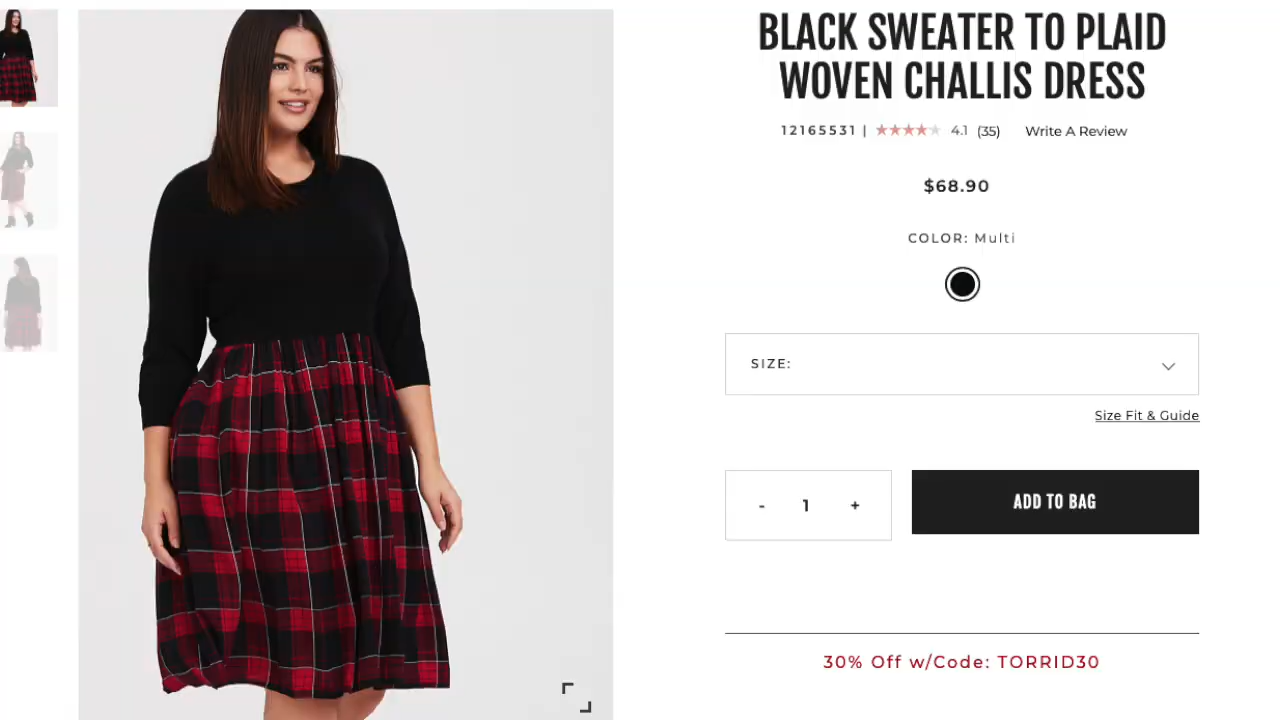 BLACK SWEATER TO PLAID
WOVEN CHALLIS DRESS
12165531 | ★★★★★ 4.1 (35) Write A Review
$68.90
COLOR: Multi
SIZE:
Size Fit & Guide
- 1 +
ADD TO BAG
30% Off w/Code: TORRID30